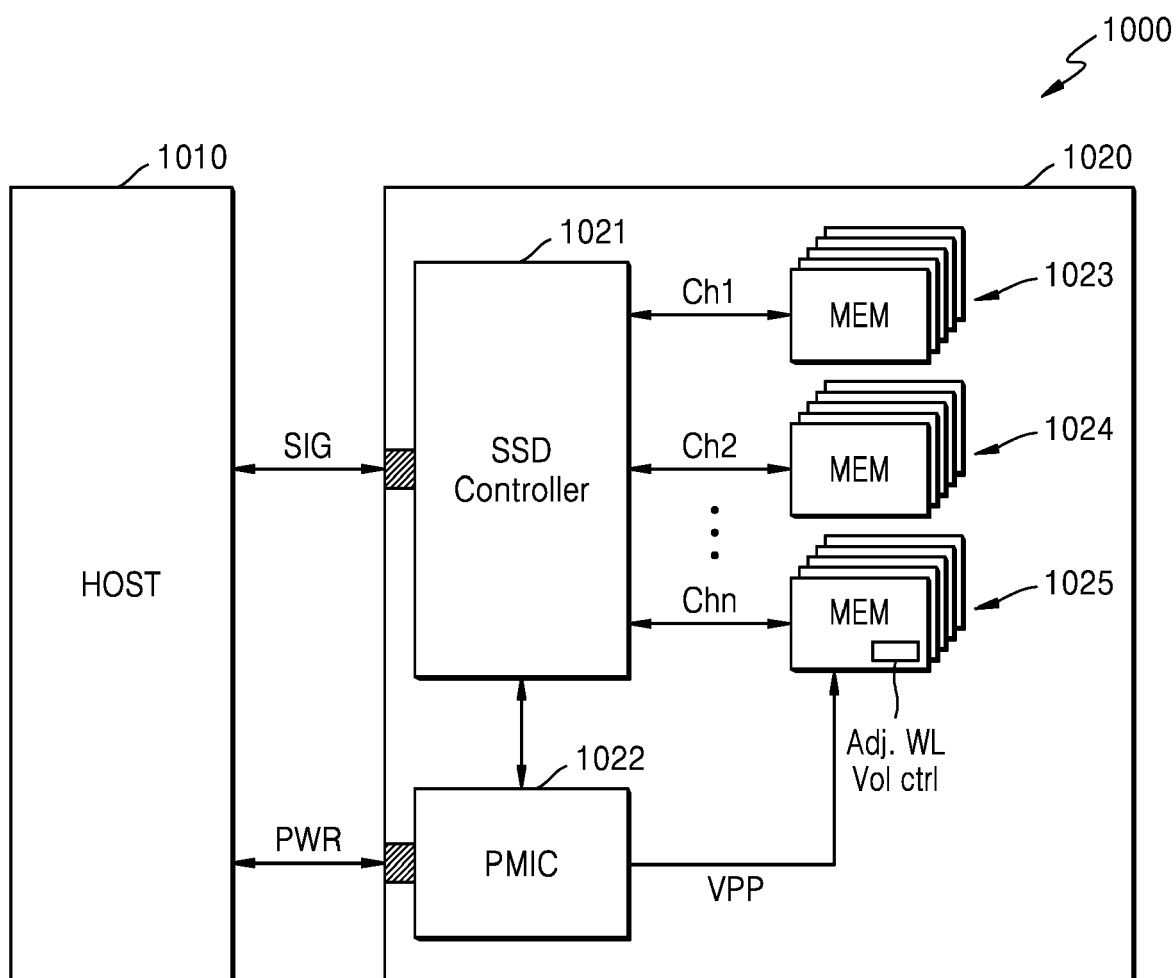 1000
1010
1020
1021
Ch1
MEM
1023
SIG
SSD
Controller
Ch2
MEM
1024
HOST
Chn
MEM
1025
Adj. WL
Vol ctrl
1022
PWR
PMIC
VPP